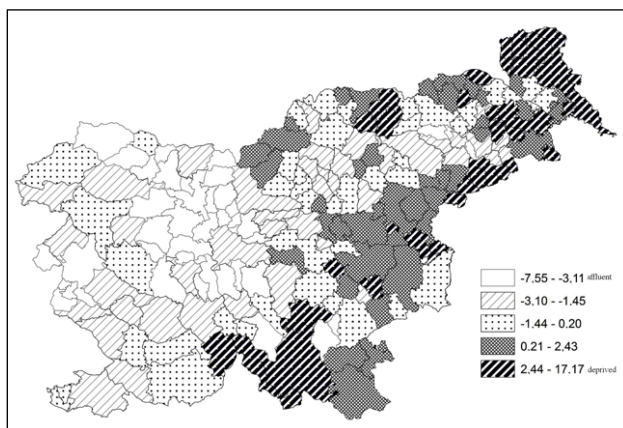 -7.55 - -3.11 affluent
-3.10 - -1.45
-1.44 - 0.20
0.21 - 2.43
2.44 - 17.17 deprived